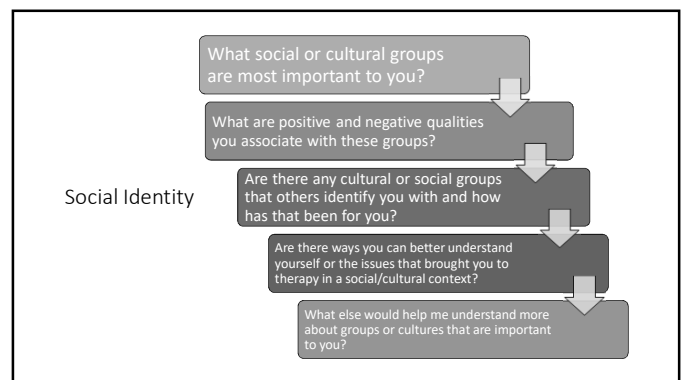 What social or cultural groups
are most important to you?
What are positive and negative qualities
you associate with these groups?
Social Identity
Are there any cultural or social groups
that others identify you with and how
has that been for you?
Are there ways you can better understand
yourself or the issues that brought you to
therapy in a social/cultural context?
What else would help me understand more
about groups or cultures that are important
to you?